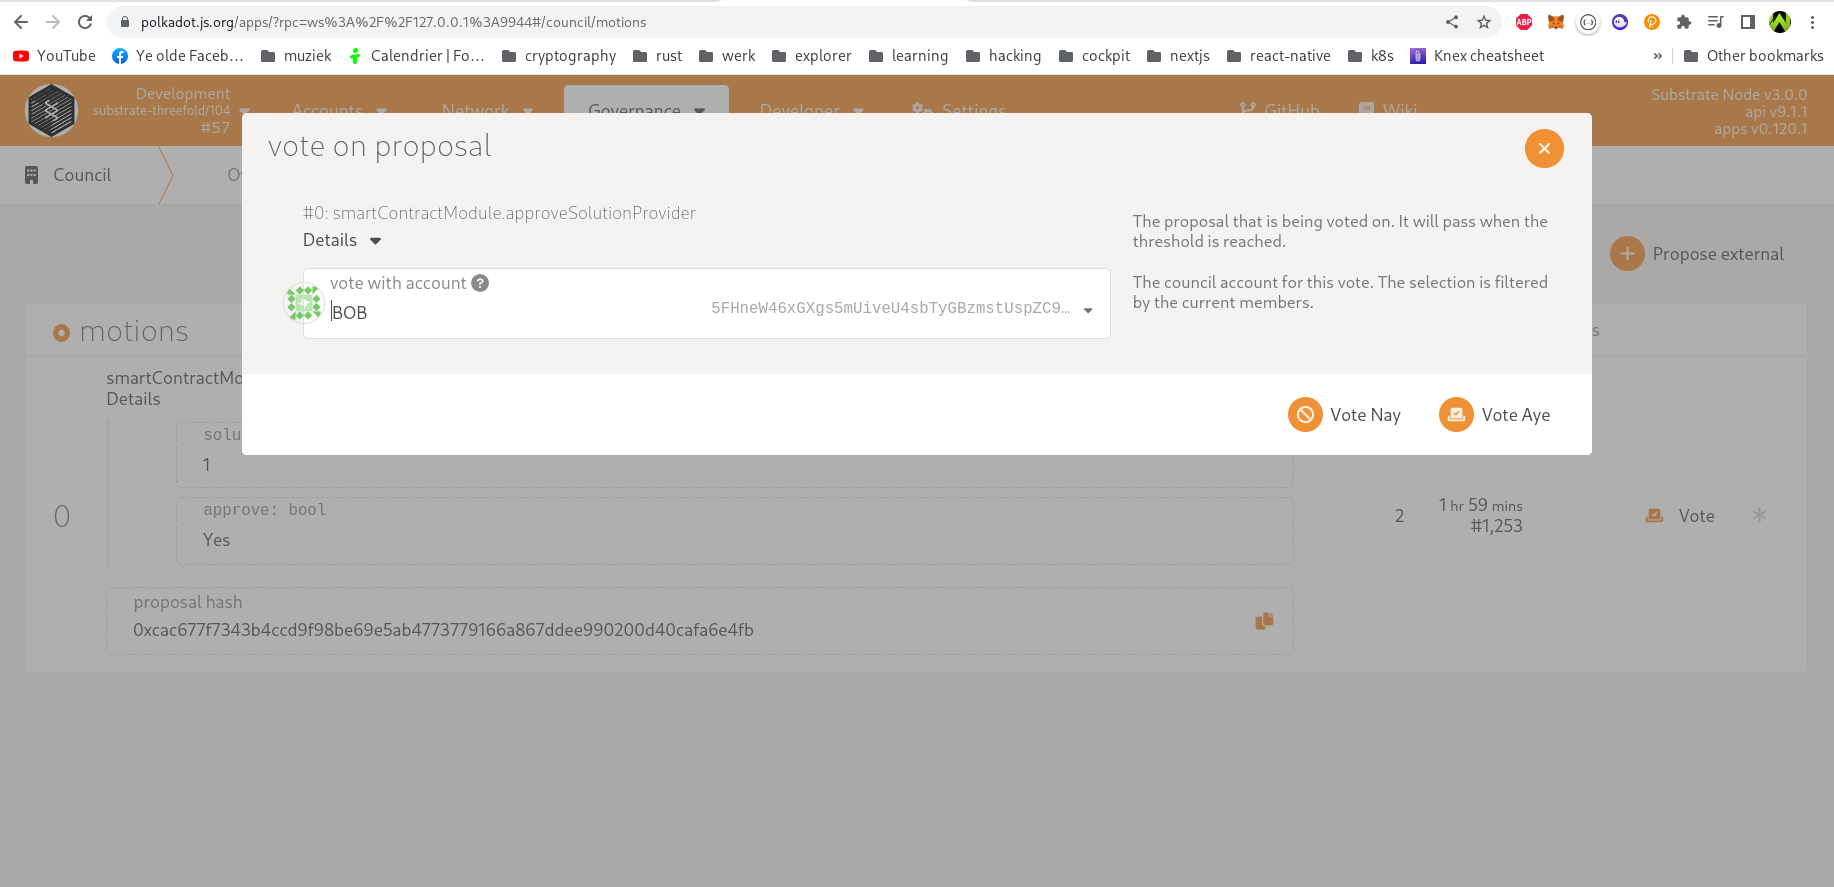 polkadot.js.org/apps/?rpc=ws%3A%2F%2F127.0.0.1%3A9944#/council/motions
ABP
YouTube Ye olde Faceb… muziek Calendrier | Fo… cryptography rust werk explorer learning hacking cockpit nextjs react-native k8s Knex cheatsheet » Other bookmarks
Development
substrate-threefold/104
#57
Accounts Network Governance Developer Settings GitHub Wiki
Substrate Node v3.0.0
api v9.1.1
apps v0.120.1
Council
vote on proposal
#0: smartContractModule.approveSolutionProvider
Details
vote with account ?
BOB 5FHneW46xGXgs5mUiveU4sbTyGBzmstUspZC9…
The proposal that is being voted on. It will pass when the
threshold is reached.
The council account for this vote. The selection is filtered
by the current members.
Vote Nay Vote Aye
Propose external
motions
smartContractMo
Details
solu
1
approve: bool
Yes
0
2
1 hr 59 mins
#1,253
Vote
proposal hash
0xcac677f7343b4ccd9f98be69e5ab4773779166a867ddee990200d40cafa6e4fb